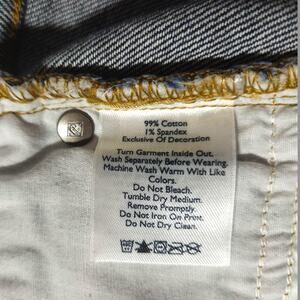 99% Cotton
1% Spandex
Exclusive Of Decoration
Turn Garment Inside Out.
Wash Separately Before Wearing.
Machine Wash Warm With Like
Colors.
Do Not Bleach.
Tumble Dry Medium.
Remove Promptly.
Do Not Iron On Print.
Do Not Dry Clean.